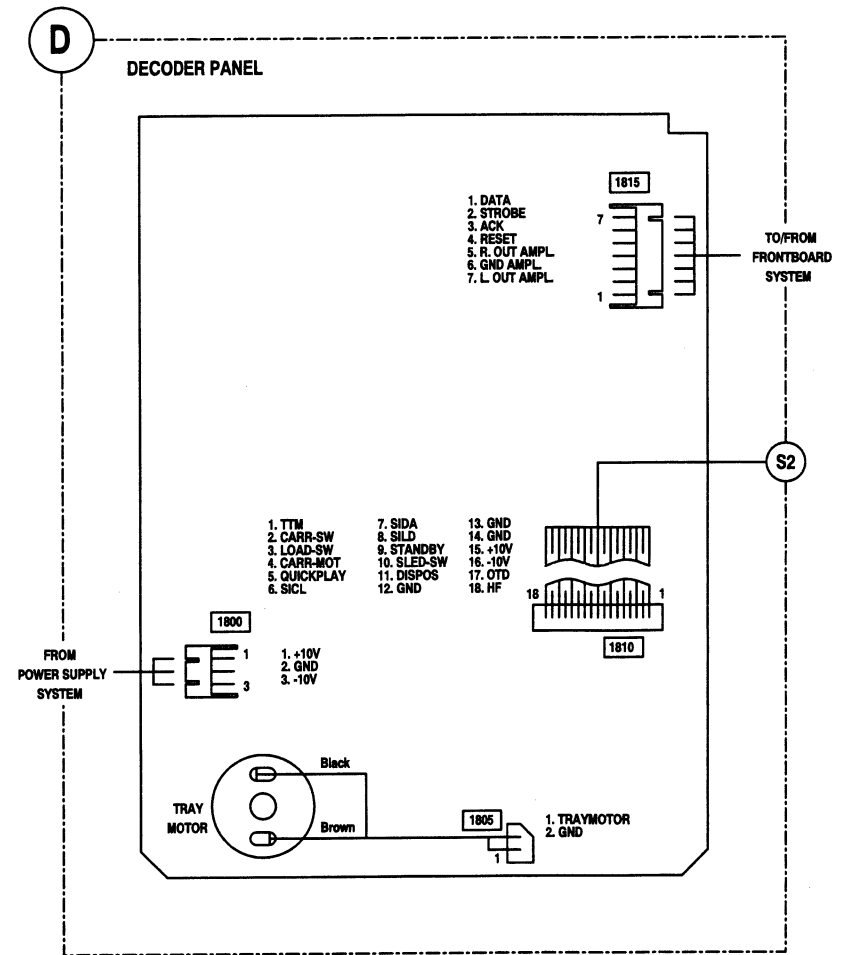 D
DECODER PANEL
1815
1. DATA
2. STROBE
3. ACK
4. RESET
5. R. OUT AMPL.
6. GND AMPL.
7. L. OUT AMPL.
7
1
TO/FROM
FRONTBOARD
SYSTEM
S2
1. TTM
2. CARR-SW
3. LOAD-SW
4. CARR-MOT
5. QUICKPLAY
6. SICL
7. SIDA
8. SILD
9. STANDBY
10. SLED-SW
11. DISPOS
12. GND
13. GND
14. GND
15. +10V
16. -10V
17. OTD
18. HF
18
1
1810
1800
FROM
POWER SUPPLY
SYSTEM
1
3
1. +10V
2. GND
3. -10V
TRAY
MOTOR
Black
Brown
1805
1
1. TRAYMOTOR
2. GND